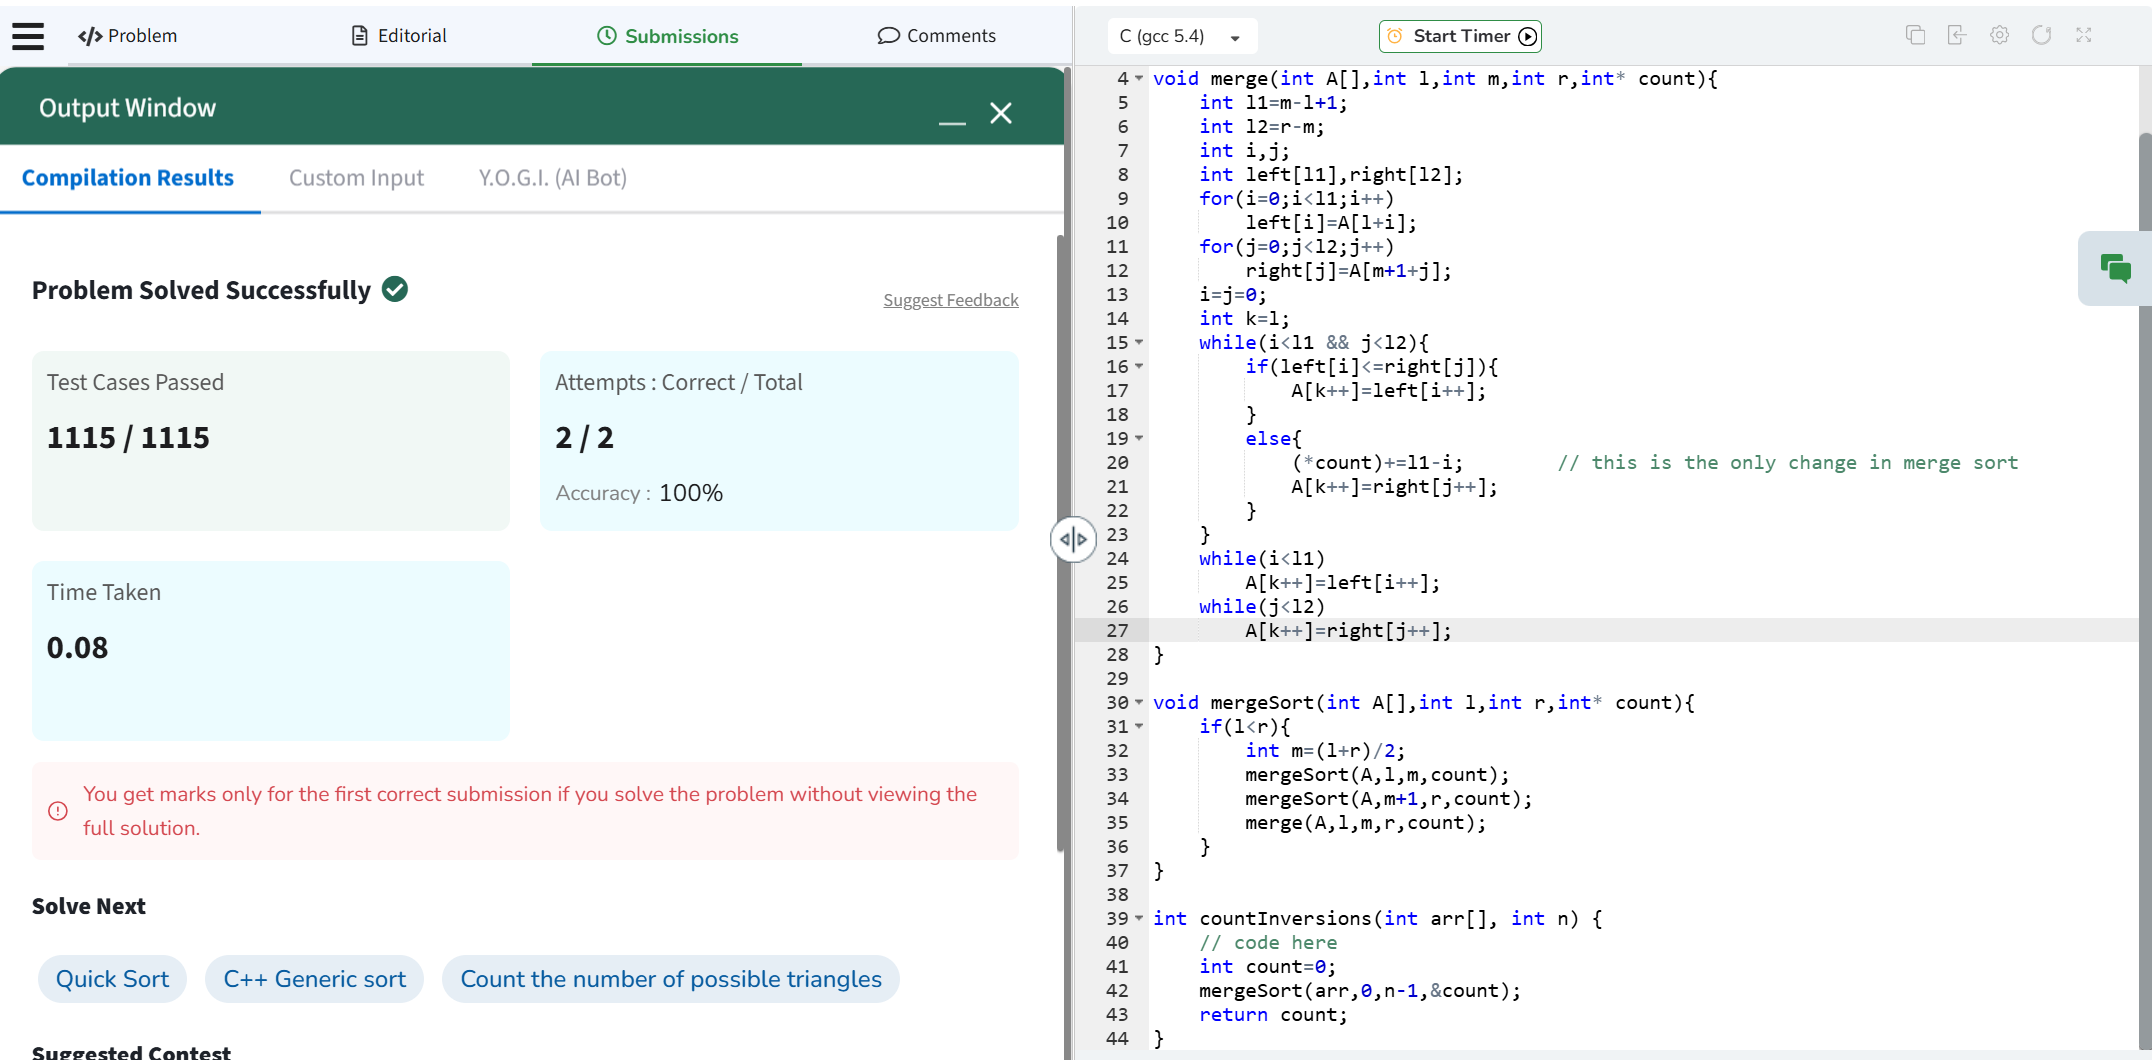 </> Problem
Editorial
Submissions
Comments
Output Window
Compilation Results
Custom Input
Y.O.G.I. (AI Bot)
Problem Solved Successfully
Suggest Feedback
Test Cases Passed
1115 / 1115
Attempts : Correct / Total
2 / 2
Accuracy : 100%
Time Taken
0.08
You get marks only for the first correct submission if you solve the problem without viewing the
full solution.
Solve Next
Quick Sort
C++ Generic sort
Count the number of possible triangles
Suggested Contest
C (gcc 5.4)
Start Timer
4 void merge(int A[],int l,int m,int r,int* count){
5     int l1=m-l+1;
6     int l2=r-m;
7     int i,j;
8     int left[l1],right[l2];
9     for(i=0;i<l1;i++)
10         left[i]=A[l+i];
11     for(j=0;j<l2;j++)
12         right[j]=A[m+1+j];
13     i=j=0;
14     int k=l;
15     while(i<l1 && j<l2){
16         if(left[i]<=right[j]){
17             A[k++]=left[i++];
18         }
19         else{
20             (*count)+=l1-i;        // this is the only change in merge sort
21             A[k++]=right[j++];
22         }
23     }
24     while(i<l1)
25         A[k++]=left[i++];
26     while(j<l2)
27         A[k++]=right[j++];
28 }
29
30 void mergeSort(int A[],int l,int r,int* count){
31     if(l<r){
32         int m=(l+r)/2;
33         mergeSort(A,l,m,count);
34         mergeSort(A,m+1,r,count);
35         merge(A,l,m,r,count);
36     }
37 }
38
39 int countInversions(int arr[], int n) {
40     // code here
41     int count=0;
42     mergeSort(arr,0,n-1,&count);
43     return count;
44 }